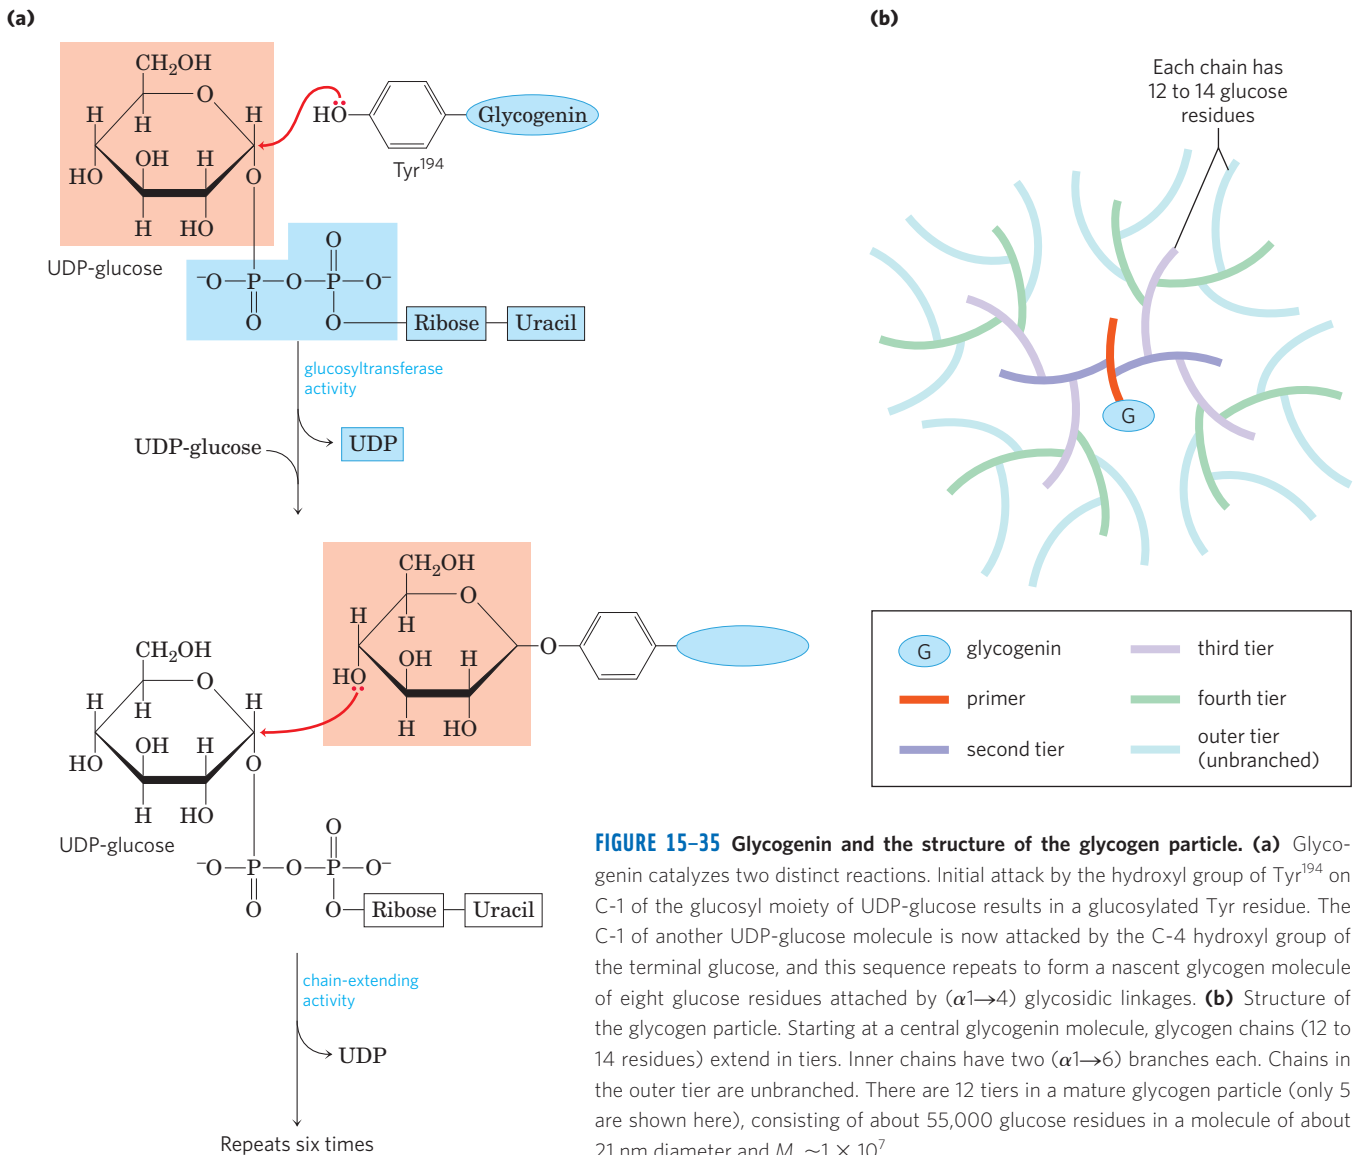 (a)
CH₂OH
O
H
H
H
HO
OH
H
O
H
HO
UDP-glucose
HÖ
Glycogenin
Tyr¹⁹⁴
O
⁻O—P—O—P—O⁻
O
O
Ribose
Uracil
glucosyltransferase
activity
UDP-glucose
UDP
CH₂OH
O
H
H
HO
OH
H
H
HO
O
CH₂OH
O
H
H
H
HO
OH
H
O
H
HO
UDP-glucose
O
⁻O—P—O—P—O⁻
O
O
Ribose
Uracil
chain-extending
activity
UDP
Repeats six times
(b)
Each chain has
12 to 14 glucose
residues
G
G
glycogenin
primer
second tier
third tier
fourth tier
outer tier
(unbranched)
FIGURE 15–35 Glycogenin and the structure of the glycogen particle. (a) Glyco-
genin catalyzes two distinct reactions. Initial attack by the hydroxyl group of Tyr¹⁹⁴ on
C-1 of the glucosyl moiety of UDP-glucose results in a glucosylated Tyr residue. The
C-1 of another UDP-glucose molecule is now attacked by the C-4 hydroxyl group of
the terminal glucose, and this sequence repeats to form a nascent glycogen molecule
of eight glucose residues attached by (α1→4) glycosidic linkages. (b) Structure of
the glycogen particle. Starting at a central glycogenin molecule, glycogen chains (12 to
14 residues) extend in tiers. Inner chains have two (α1→6) branches each. Chains in
the outer tier are unbranched. There are 12 tiers in a mature glycogen particle (only 5
are shown here), consisting of about 55,000 glucose residues in a molecule of about
21 nm diameter and M ~1 × 10⁷